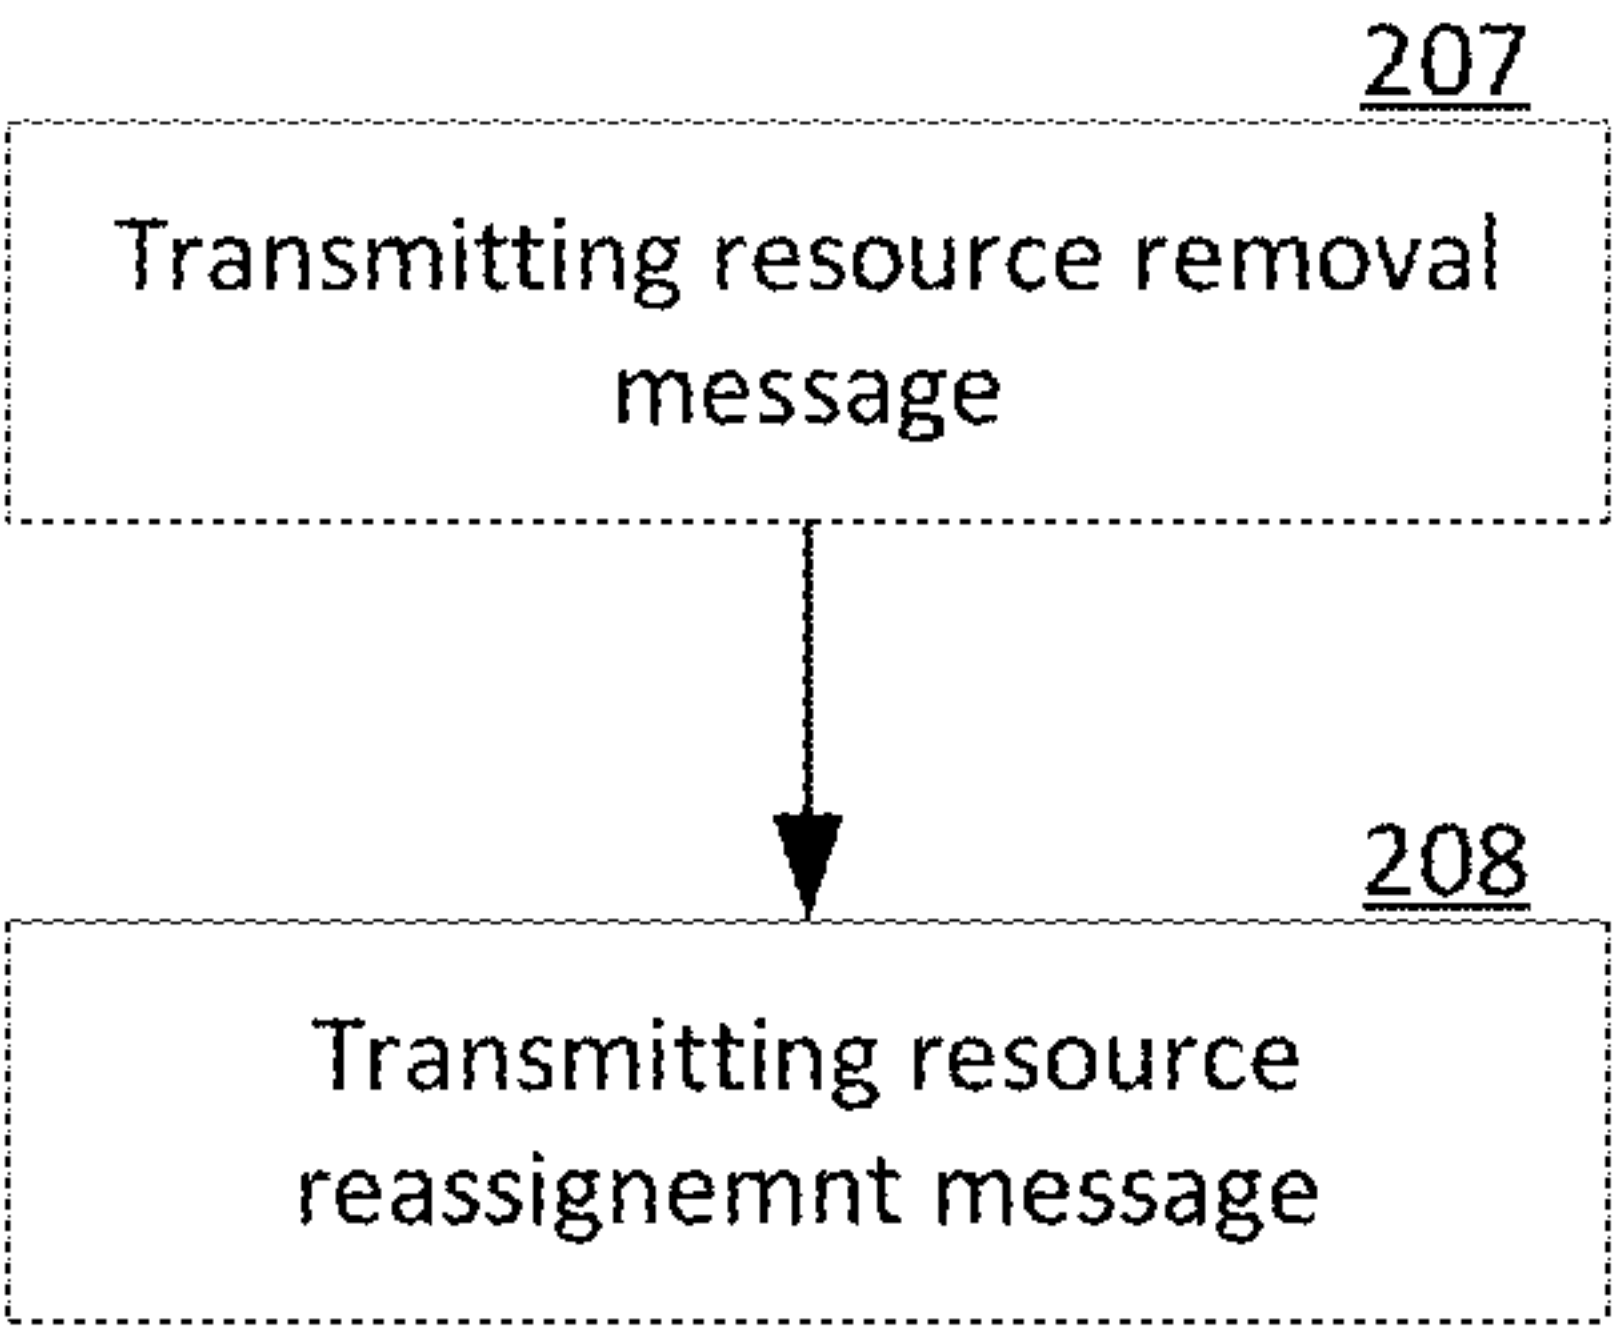 207
Transmitting resource removal
message
208
Transmitting resource
reassignemnt message